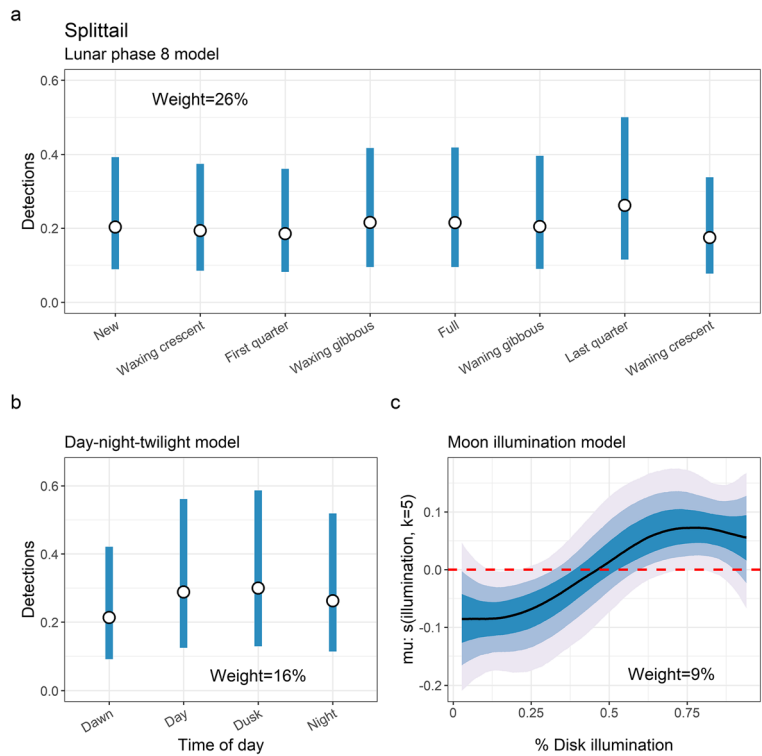 a
Splittail
Lunar phase 8 model
Weight=26%
Detections
0.6
0.4
0.2
0.0
New
Waxing crescent
First quarter
Waxing gibbous
Full
Waning gibbous
Last quarter
Waning crescent
b
Day-night-twilight model
Detections
0.6
0.4
0.2
0.0
Weight=16%
Dawn
Day
Dusk
Night
Time of day
c
Moon illumination model
mu: s(illumination, k=5)
0.1
0.0
-0.1
-0.2
Weight=9%
0
0.25
0.5
0.75
% Disk illumination